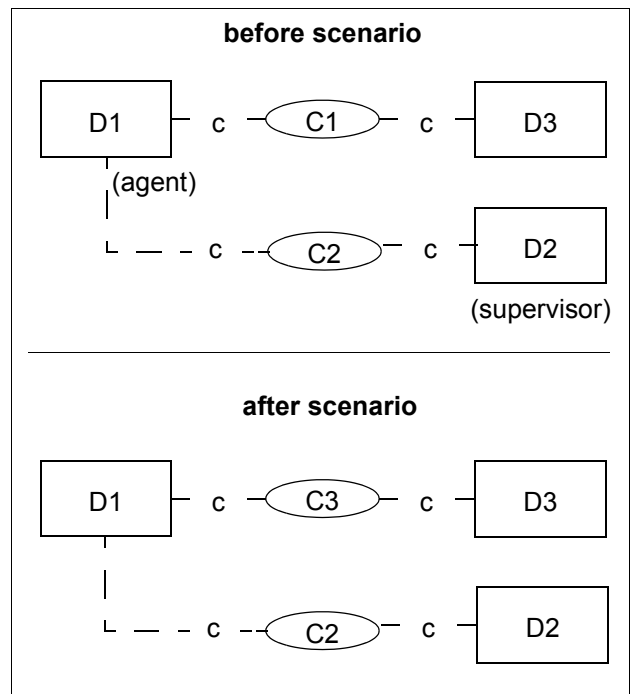 before scenario
D1 c C1 c D3
(agent)
c C2 c D2
(supervisor)
after scenario
D1 c C3 c D3
c C2 c D2